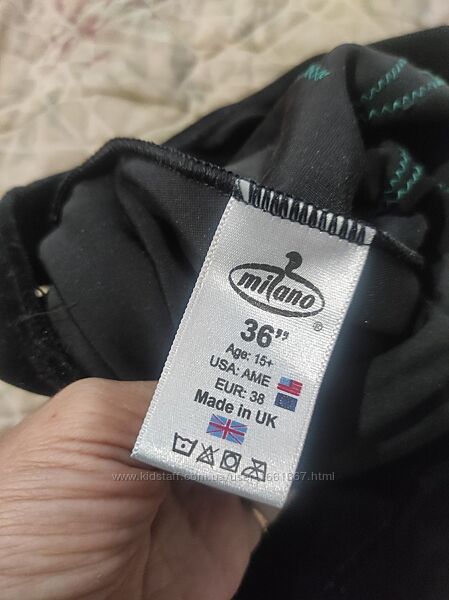 milano
®
36”
Age: 15+
USA: AME
EUR: 38
Made in UK